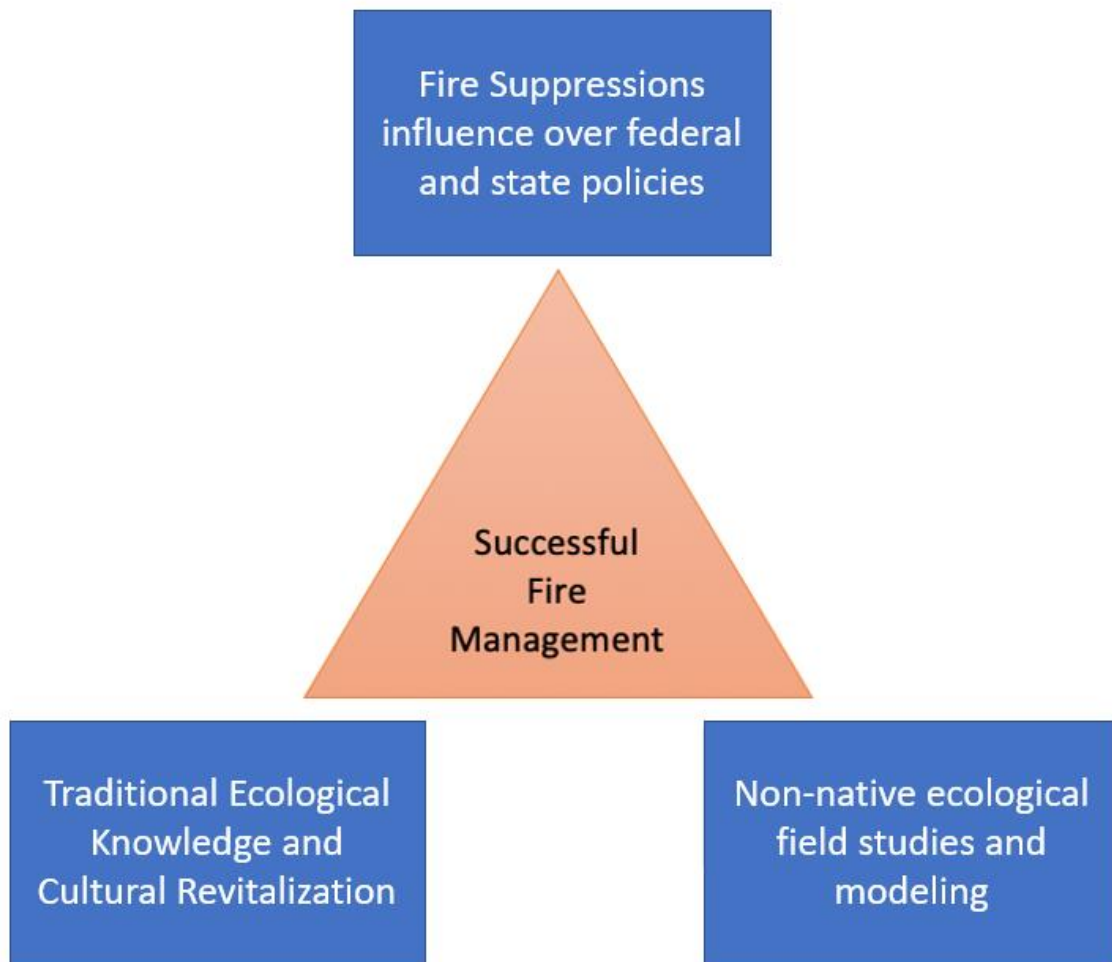 Fire Suppressions
influence over federal
and state policies
Successful
Fire
Management
Traditional Ecological
Knowledge and
Cultural Revitalization
Non-native ecological
field studies and
modeling